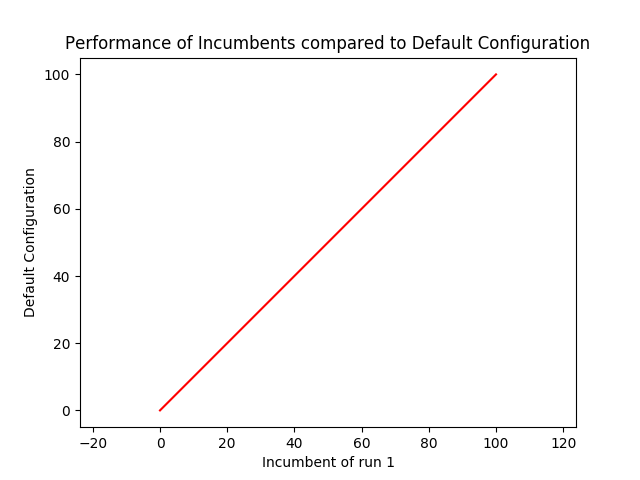 Performance of Incumbents compared to Default Configuration
100
80
60
40
20
0
Default Configuration
−20 0 20 40 60 80 100 120
Incumbent of run 1